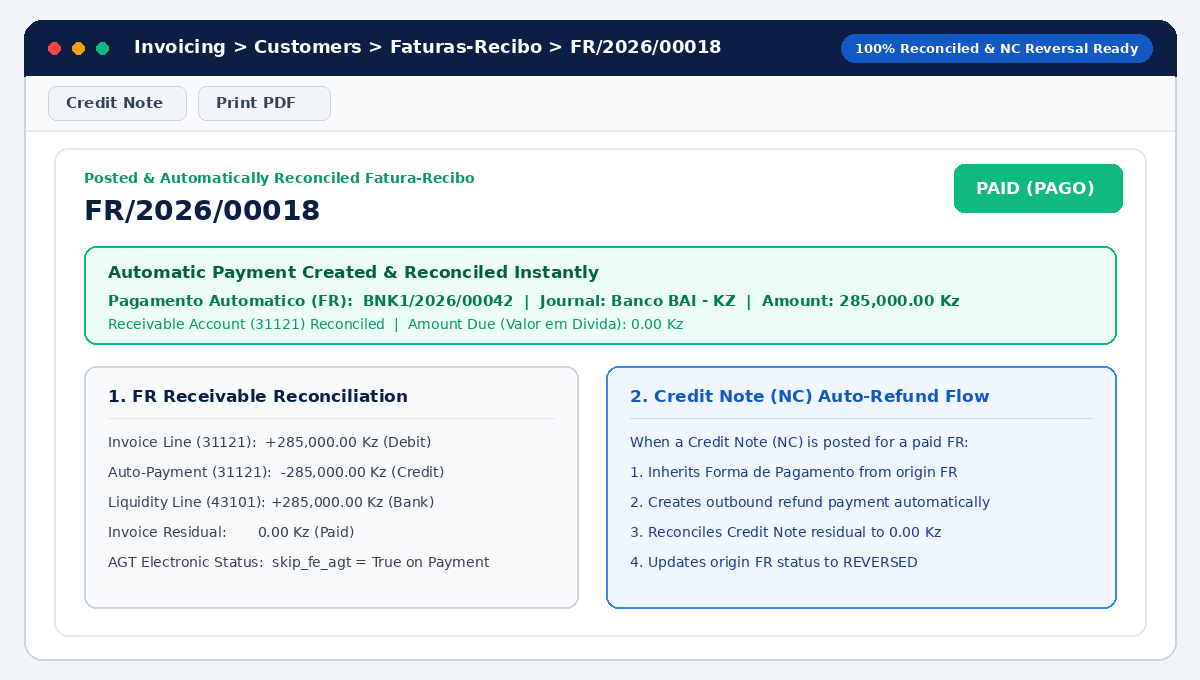 Invoicing > Customers > Faturas-Recibo > FR/2026/00018
100% Reconciled & NC Reversal Ready
Credit Note
Print PDF
Posted & Automatically Reconciled Fatura-Recibo
FR/2026/00018
PAID (PAGO)
Automatic Payment Created & Reconciled Instantly
Pagamento Automatico (FR):  BNK1/2026/00042  |  Journal: Banco BAI - KZ  |  Amount: 285,000.00 Kz
Receivable Account (31121) Reconciled  |  Amount Due (Valor em Divida): 0.00 Kz
1. FR Receivable Reconciliation
Invoice Line (31121):  +285,000.00 Kz (Debit)
Auto-Payment (31121):  -285,000.00 Kz (Credit)
Liquidity Line (43101): +285,000.00 Kz (Bank)
Invoice Residual:       0.00 Kz (Paid)
AGT Electronic Status:  skip_fe_agt = True on Payment
2. Credit Note (NC) Auto-Refund Flow
When a Credit Note (NC) is posted for a paid FR:
1. Inherits Forma de Pagamento from origin FR
2. Creates outbound refund payment automatically
3. Reconciles Credit Note residual to 0.00 Kz
4. Updates origin FR status to REVERSED